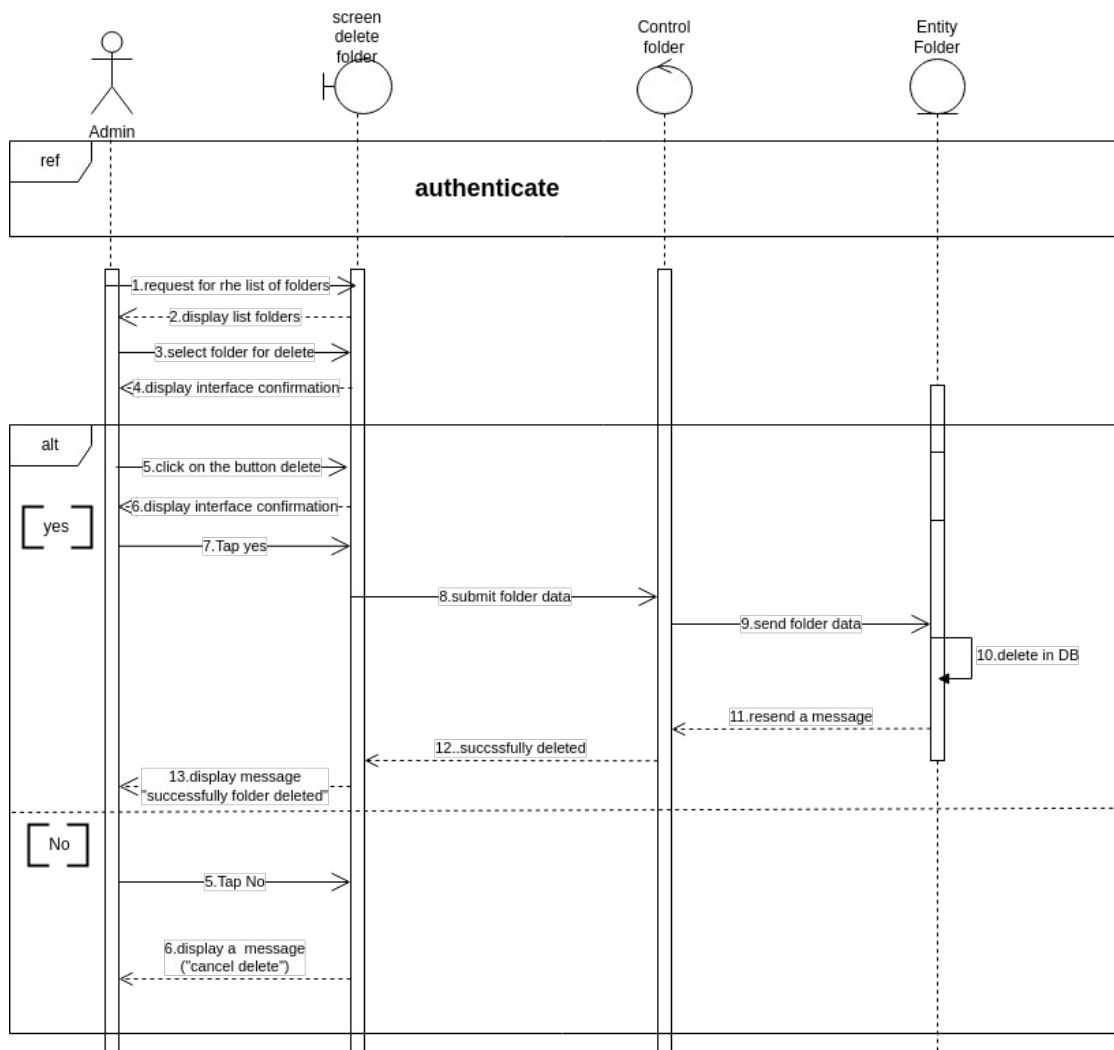 screen
delete
folder
Control
folder
Entity
Folder
Admin
ref
authenticate
1.request for rhe list of folders
2.display list folders
3.select folder for delete
4.display interface confirmation
alt
5.click on the button delete
6.display interface confirmation
yes
7.Tap yes
8.submit folder data
9.send folder data
10.delete in DB
11.resend a message
12..succssfully deleted
13.display message
"successfully folder deleted"
No
5.Tap No
6.display a message
("cancel delete")